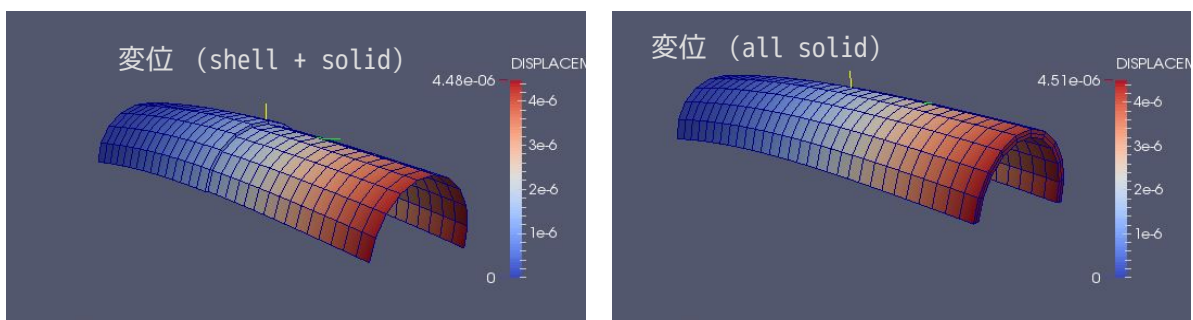 変位 (shell + solid)
DISPLACEM
4.48e-06
4e-6
3e-6
2e-6
1e-6
0
変位 (all solid)
DISPLACEM
4.51e-06
4e-6
3e-6
2e-6
1e-6
0